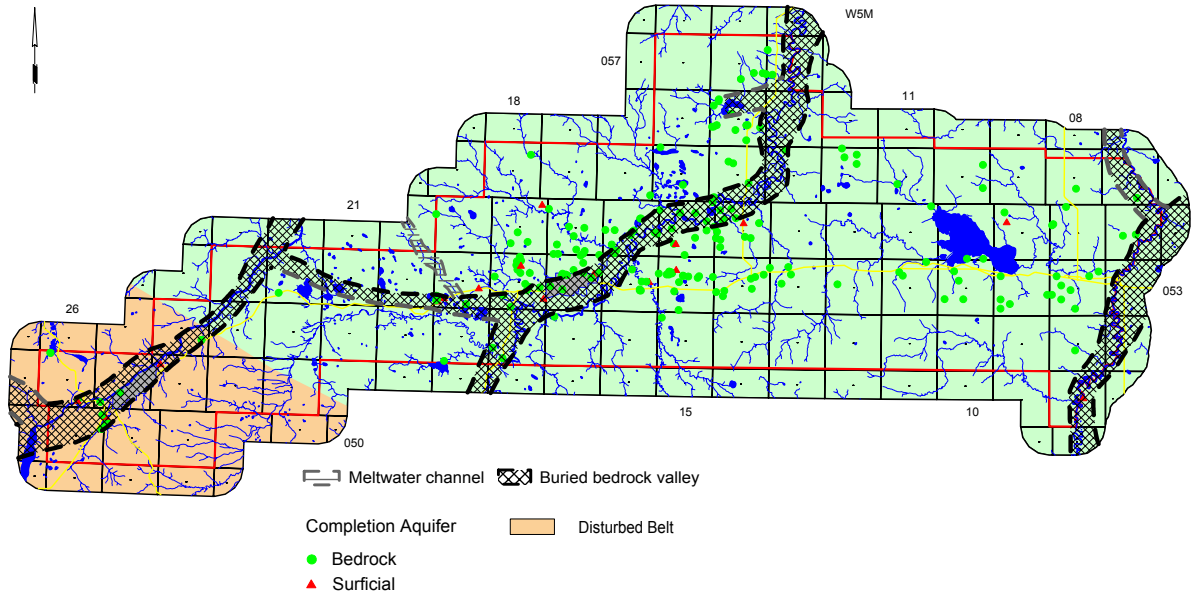 W5M
057
11
18
08
21
053
26
15
10
050
Meltwater channel
Buried bedrock valley
Completion Aquifer
Disturbed Belt
Bedrock
Surficial